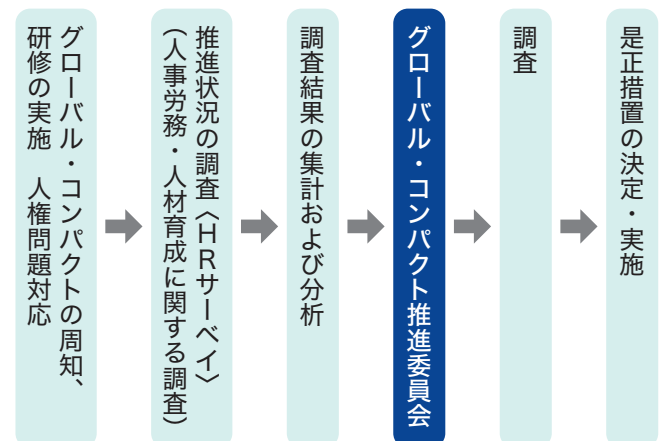 グローバル・コンパクトの周知、
研修の実施　人権問題対応
推進状況の調査〈HRサーベイ〉
(人事労務・人材育成に関する調査)
調査結果の集計および分析
グローバル・コンパクト推進委員会
調査
是正措置の決定・実施